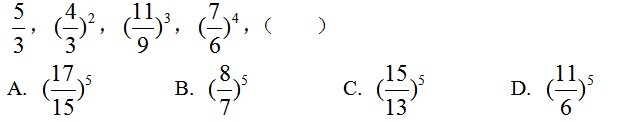 5/3，(4/3)²，(11/9)³，(7/6)⁴，（　　）
A. (17/15)⁵　B. (8/7)⁵　C. (15/13)⁵　D. (11/6)⁵